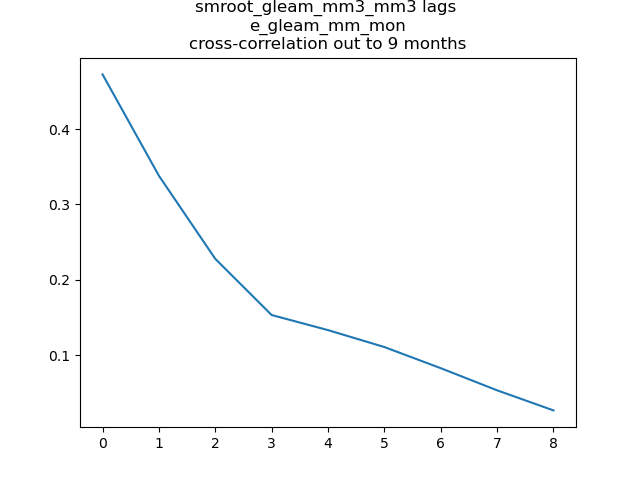 smroot_gleam_mm3_mm3 lags
e_gleam_mm_mon
cross-correlation out to 9 months
0.4
0.3
0.2
0.1
0 1 2 3 4 5 6 7 8